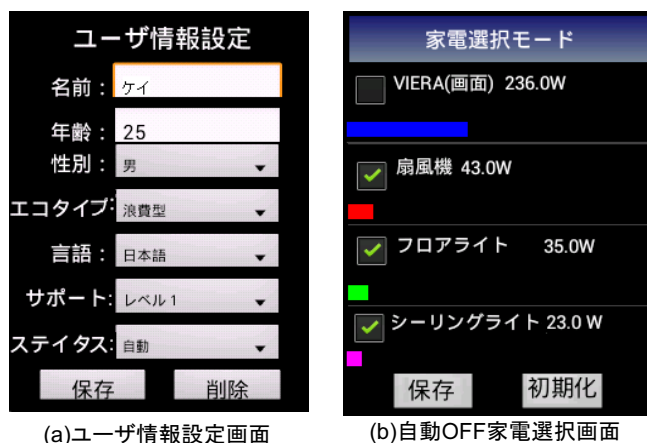 ユーザ情報設定
名前： ケイ
年齢： 25
性別： 男
エコタイプ: 浪費型
言語： 日本語
サポート: レベル 1
ステイタス: 自動
保存 削除
(a)ユーザ情報設定画面
家電選択モード
VIERA(画面) 236.0W
扇風機 43.0W
フロアライト 35.0W
シーリングライト 23.0 W
保存 初期化
(b)自動OFF家電選択画面